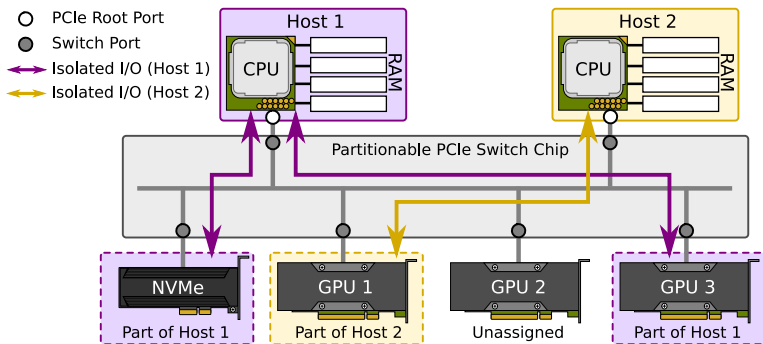 PCIe Root Port
Switch Port
Isolated I/O (Host 1)
Isolated I/O (Host 2)
Host 1
CPU
RAM
Host 2
CPU
RAM
Partitionable PCIe Switch Chip
NVMe
GPU 1
GPU 2
GPU 3
Part of Host 1
Part of Host 2
Unassigned
Part of Host 1